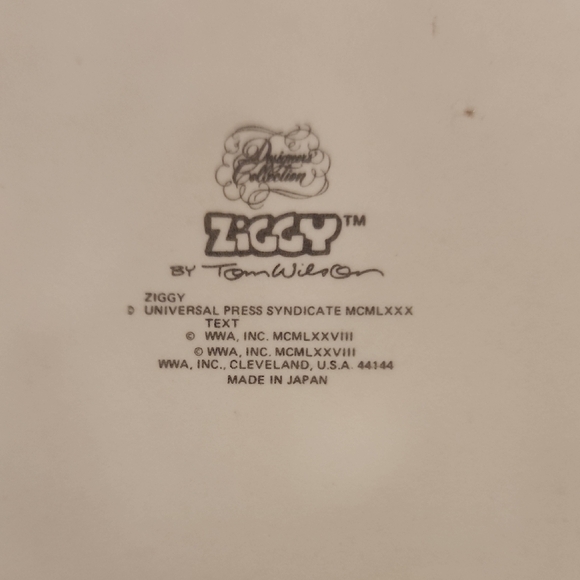 Designers'
Collection
ZiGGY™
BY Tom Wilson
ZIGGY
© UNIVERSAL PRESS SYNDICATE MCMLXXX
TEXT
© WWA, INC. MCMLXXVIII
© WWA, INC. MCMLXXVIII
WWA, INC., CLEVELAND, U.S.A. 44144
MADE IN JAPAN